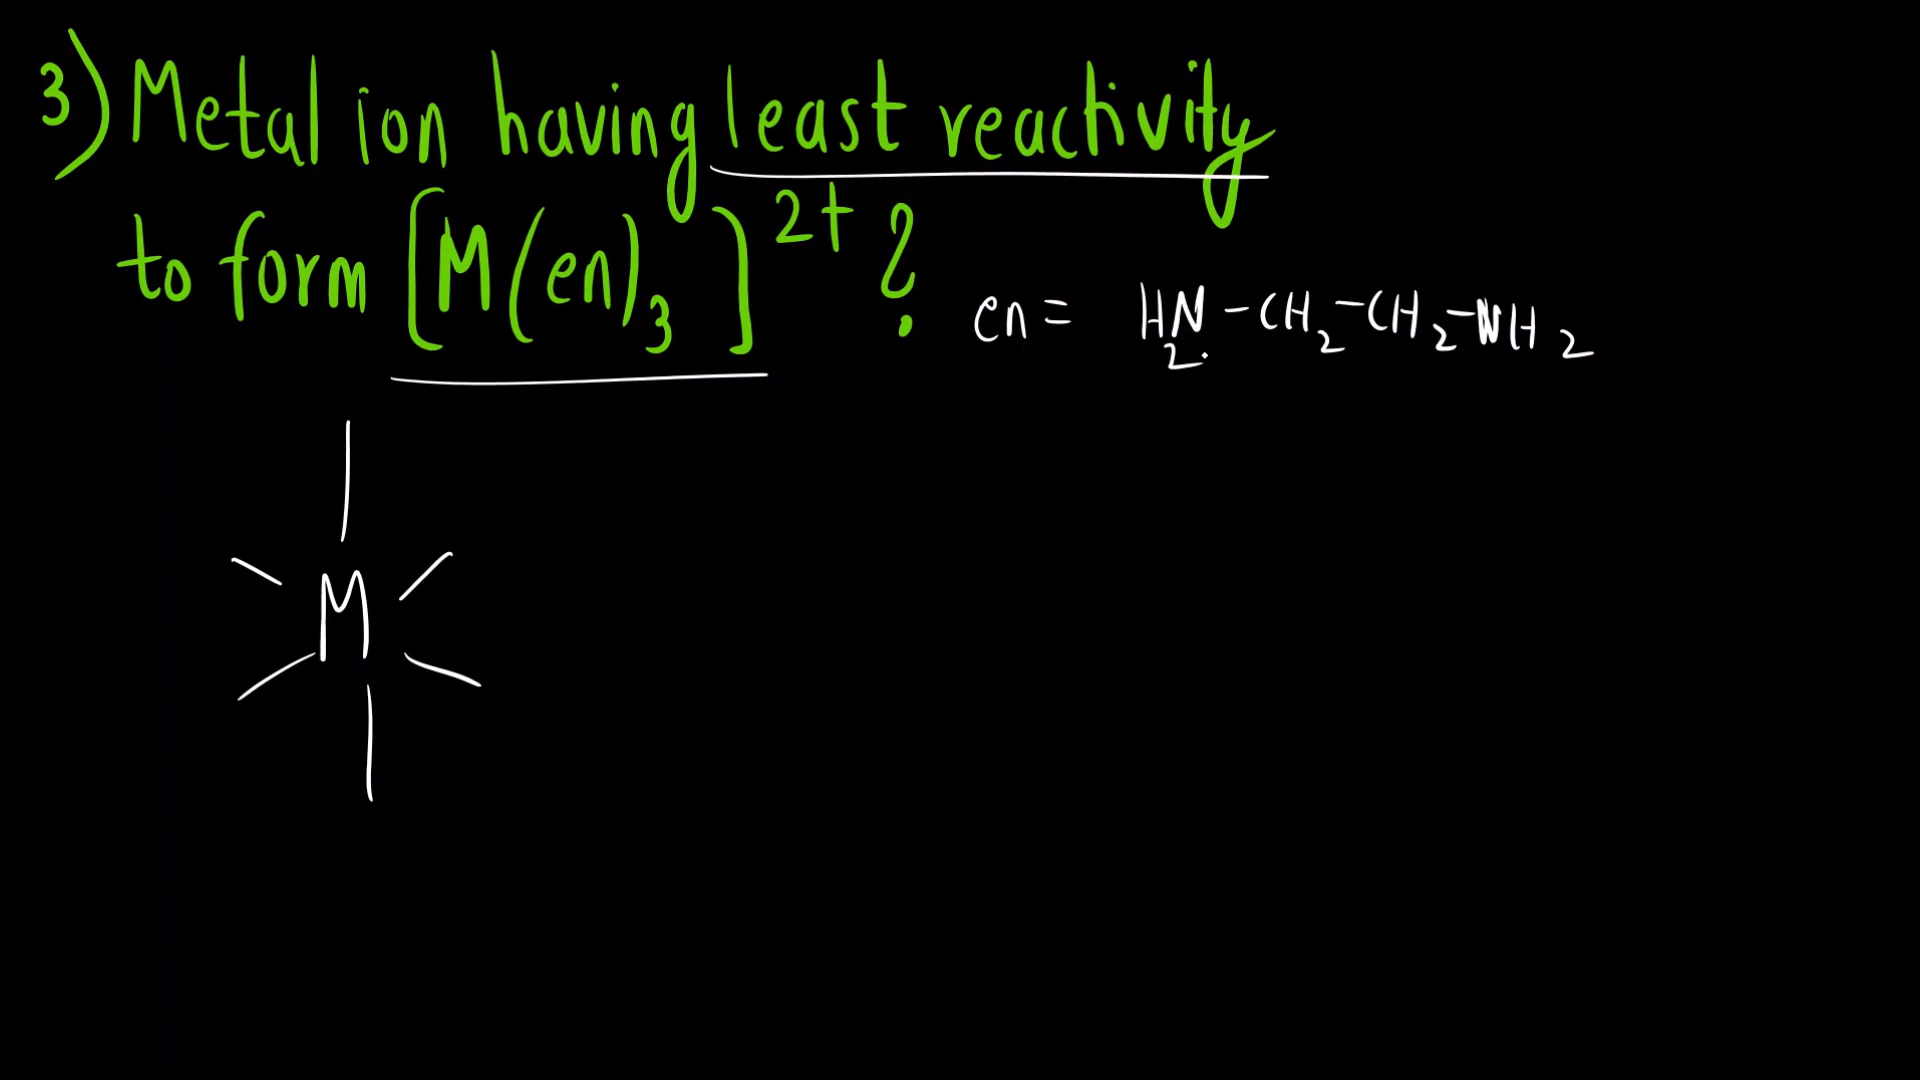 3) Metal ion having least reactivity
to form [M(en)₃]²⁺ ?
en = H₂N-CH₂-CH₂-NH₂
M